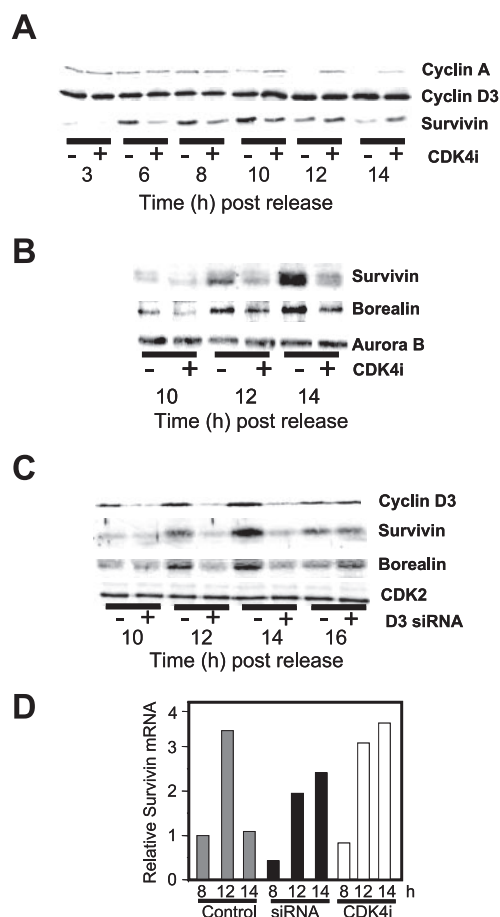 A
Cyclin A
Cyclin D3
Survivin
- + - + - + - + - + - + CDK4i
3 6 8 10 12 14
Time (h) post release
B
Survivin
Borealin
Aurora B
- + - + - + CDK4i
10 12 14
Time (h) post release
C
Cyclin D3
Survivin
Borealin
CDK2
- + - + - + - + D3 siRNA
10 12 14 16
Time (h) post release
D
Relative Survivin mRNA
4
3
2
1
0
8 12 14 8 12 14 8 12 14 h
Control siRNA CDK4i